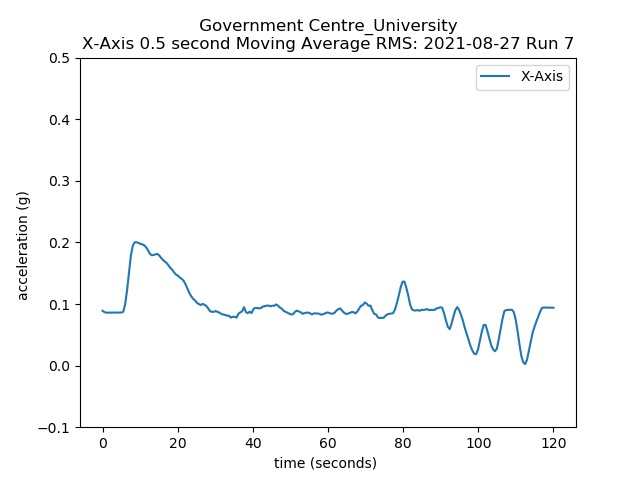 Government Centre_University
X-Axis 0.5 second Moving Average RMS: 2021-08-27 Run 7
X-Axis
0.5
0.4
0.3
0.2
0.1
0.0
−0.1
acceleration (g)
0 20 40 60 80 100 120
time (seconds)